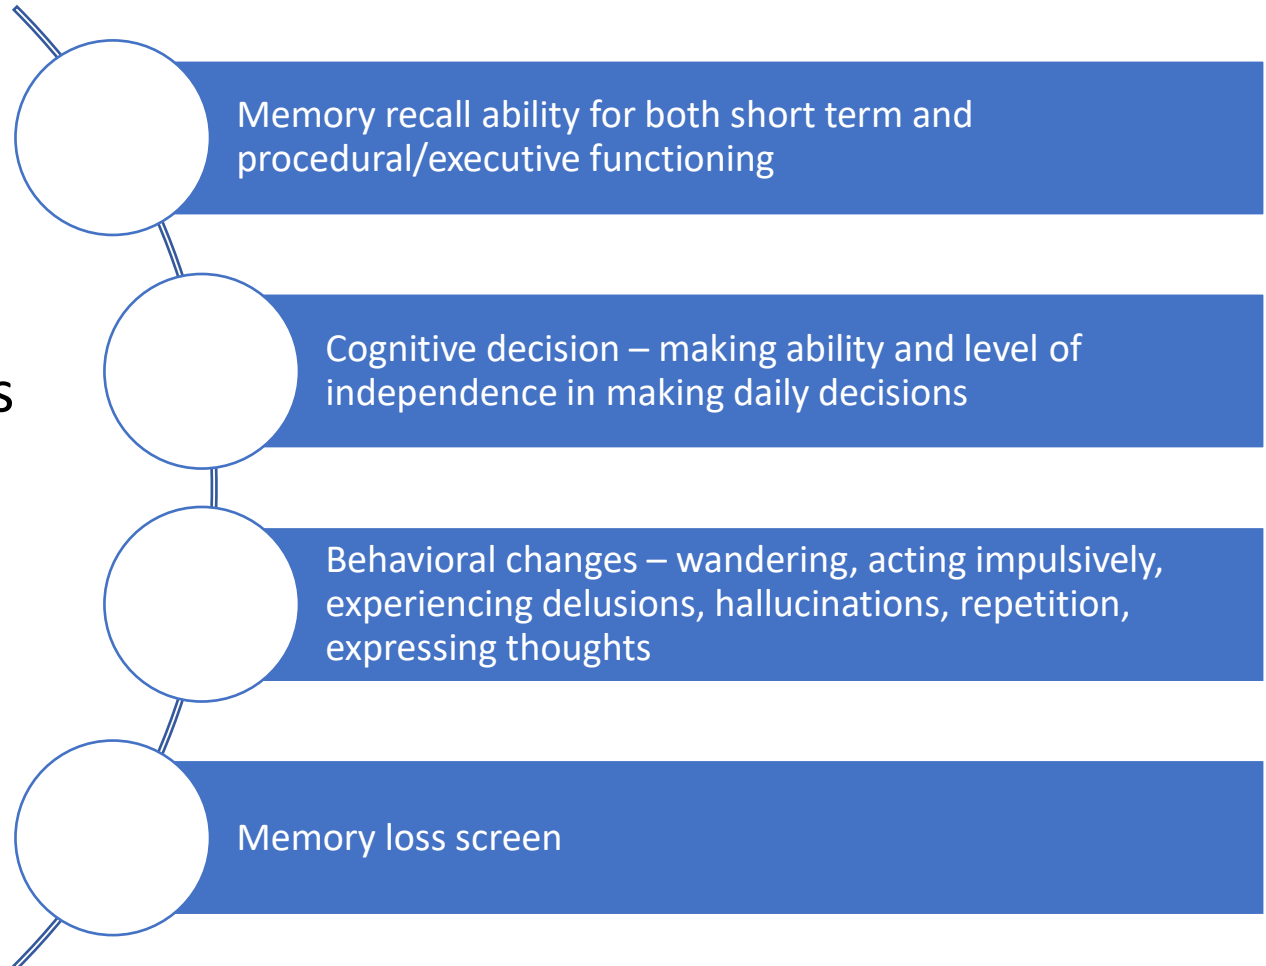 Memory recall ability for both short term and
procedural/executive functioning
Cognitive decision – making ability and level of
independence in making daily decisions
s
Behavioral changes – wandering, acting impulsively,
experiencing delusions, hallucinations, repetition,
expressing thoughts
Memory loss screen